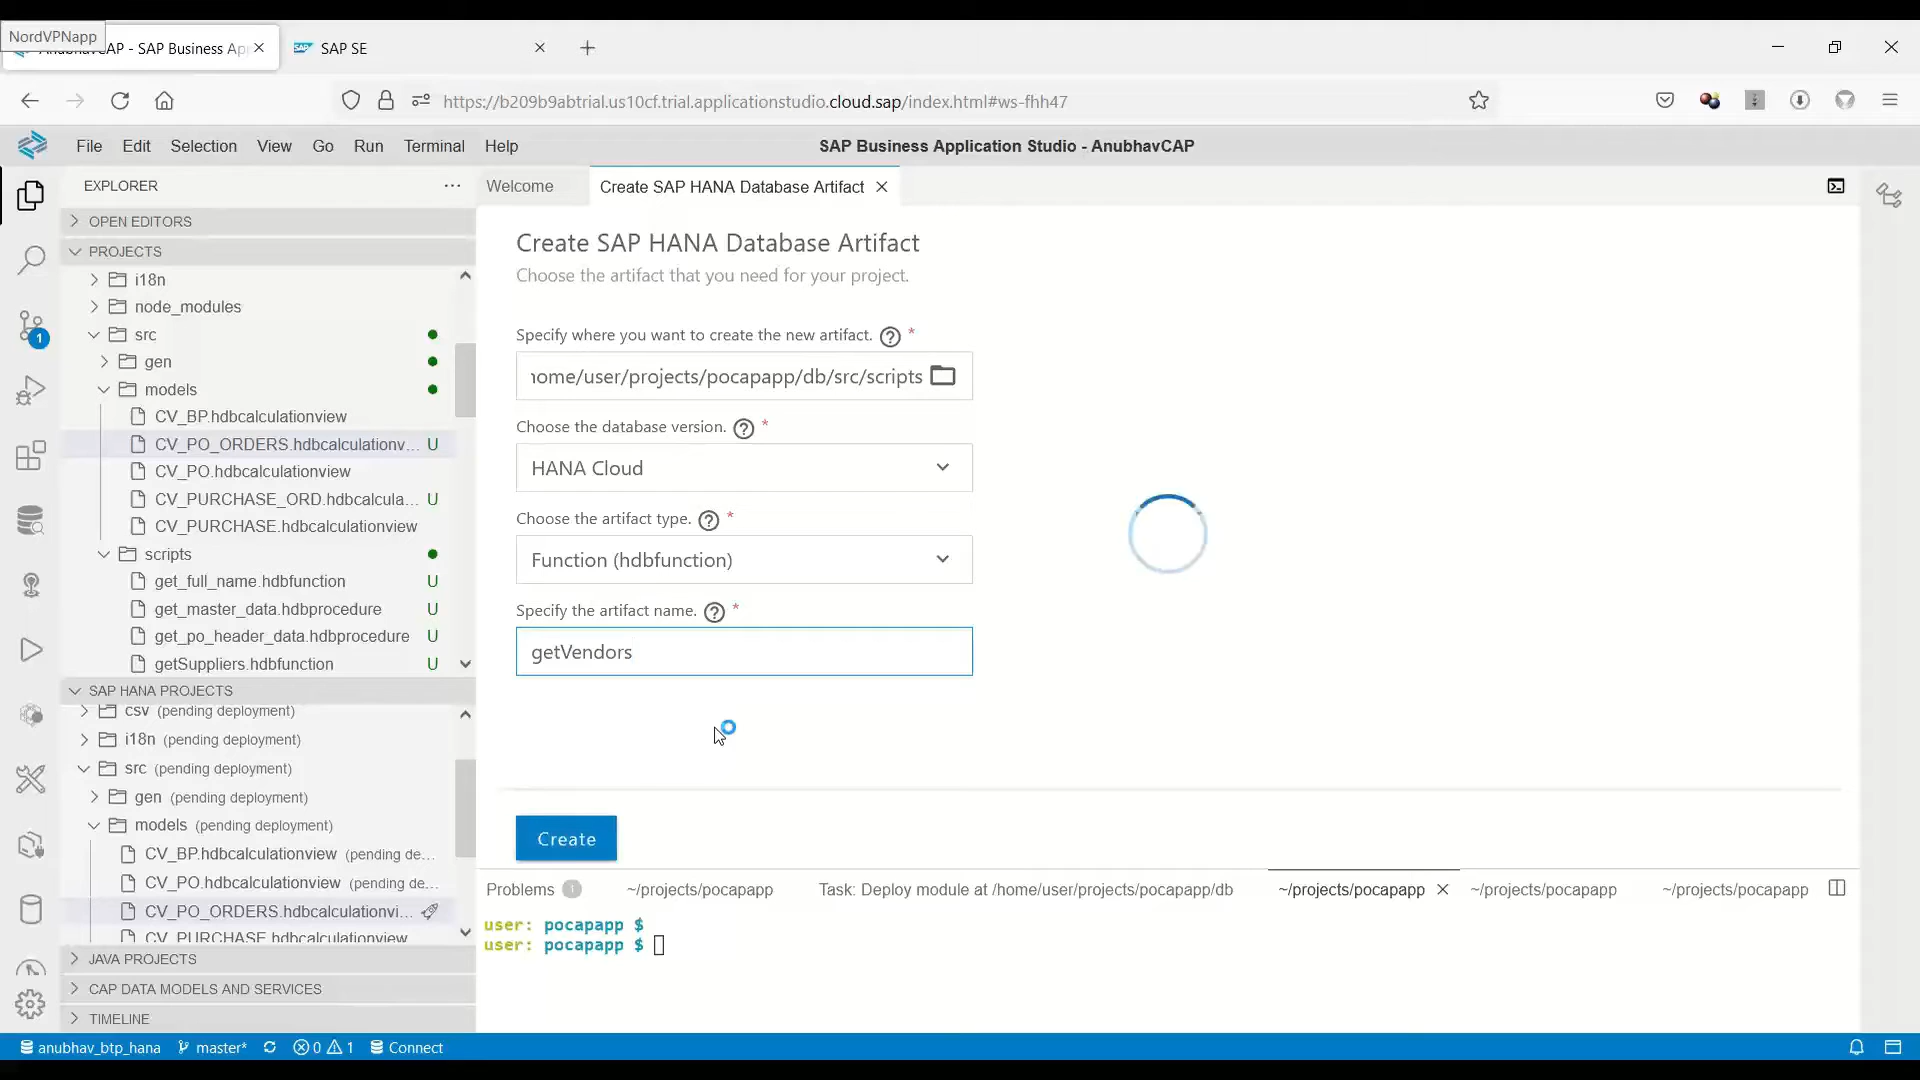 NordVPNapp
AnubhavCAP - SAP Business App
SAP SE
https://b209b9abtrial.us10cf.trial.applicationstudio.cloud.sap/index.html#ws-fhh47
File Edit Selection View Go Run Terminal Help
SAP Business Application Studio - AnubhavCAP
EXPLORER
OPEN EDITORS
PROJECTS
i18n
node_modules
src
gen
models
CV_BP.hdbcalculationview
CV_PO_ORDERS.hdbcalculationv... U
CV_PO.hdbcalculationview
CV_PURCHASE_ORD.hdbcalcula... U
CV_PURCHASE.hdbcalculationview
scripts
get_full_name.hdbfunction U
get_master_data.hdbprocedure U
get_po_header_data.hdbprocedure U
getSuppliers.hdbfunction U
SAP HANA PROJECTS
csv (pending deployment)
i18n (pending deployment)
src (pending deployment)
gen (pending deployment)
models (pending deployment)
CV_BP.hdbcalculationview (pending de...
CV_PO.hdbcalculationview (pending de...
CV_PO_ORDERS.hdbcalculationvi...
CV_PURCHASE.hdbcalculationview
JAVA PROJECTS
CAP DATA MODELS AND SERVICES
TIMELINE
1
Welcome
Create SAP HANA Database Artifact
Create SAP HANA Database Artifact
Choose the artifact that you need for your project.
Specify where you want to create the new artifact. ? *
home/user/projects/pocapapp/db/src/scripts
Choose the database version. ? *
HANA Cloud
Choose the artifact type. ? *
Function (hdbfunction)
Specify the artifact name. ? *
getVendors
Create
Problems 1 ~/projects/pocapapp Task: Deploy module at /home/user/projects/pocapapp/db ~/projects/pocapapp ~/projects/pocapapp ~/projects/pocapapp
user: pocapapp $
user: pocapapp $
anubhav_btp_hana master* 0 1 Connect